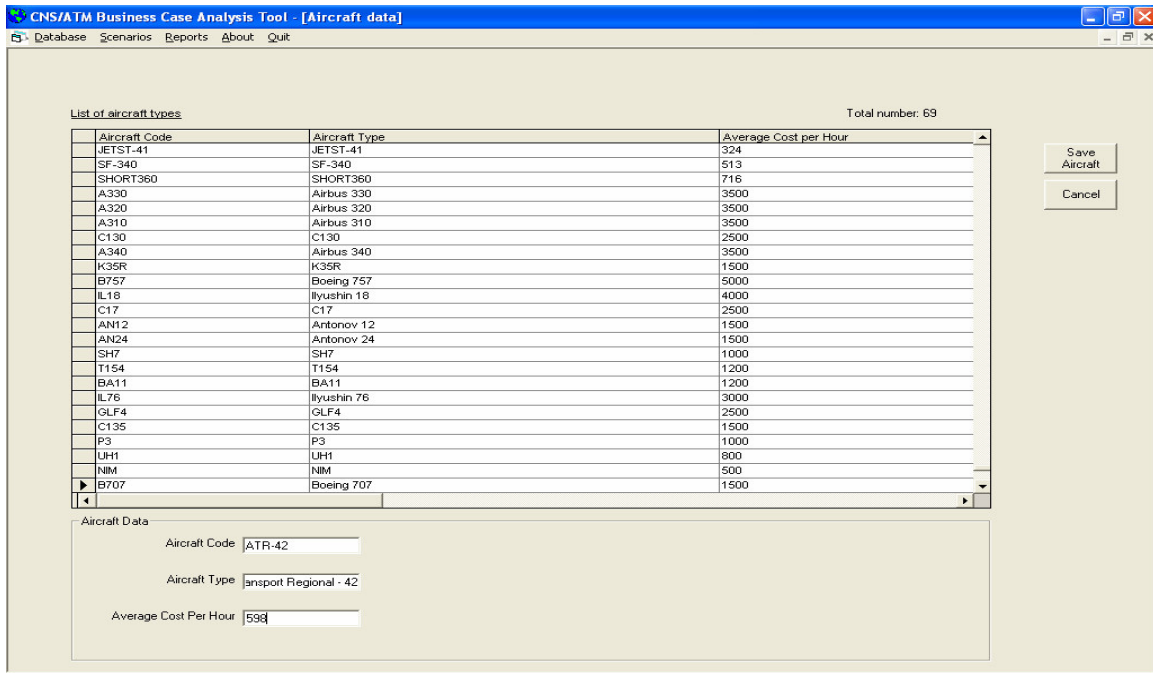 CNS/ATM Business Case Analysis Tool - [Aircraft data]
Database Scenarios Reports About Quit
List of aircraft types Total number: 69
Aircraft Code Aircraft Type Average Cost per Hour
JETST-41 JETST-41 324
SF-340 SF-340 513
SHORT360 SHORT360 716
A330 Airbus 330 3500
A320 Airbus 320 3500
A310 Airbus 310 3500
C130 C130 2500
A340 Airbus 340 3500
K35R K35R 1500
B757 Boeing 757 5000
IL18 Ilyushin 18 4000
C17 C17 2500
AN12 Antonov 12 1500
AN24 Antonov 24 1500
SH7 SH7 1000
T154 T154 1200
BA11 BA11 1200
IL76 Ilyushin 76 3000
GLF4 GLF4 2500
C135 C135 1500
P3 P3 1000
UH1 UH1 800
NIM NIM 500
B707 Boeing 707 1500
Save
Aircraft
Cancel
Aircraft Data
Aircraft Code ATR-42
Aircraft Type ansport Regional - 42
Average Cost Per Hour 598